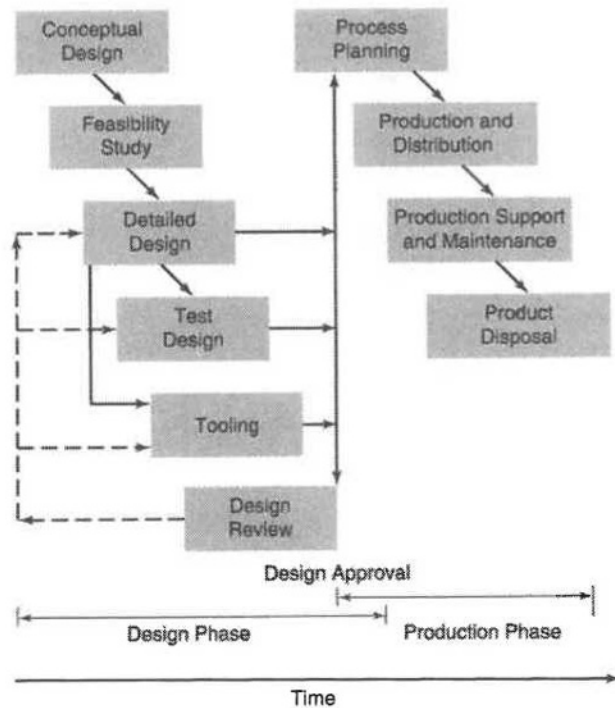 Conceptual
Design
Feasibility
Study
Detailed
Design
Test
Design
Tooling
Design
Review
Process
Planning
Production and
Distribution
Production Support
and Maintenance
Product
Disposal
Design Approval
Design Phase
Production Phase
Time